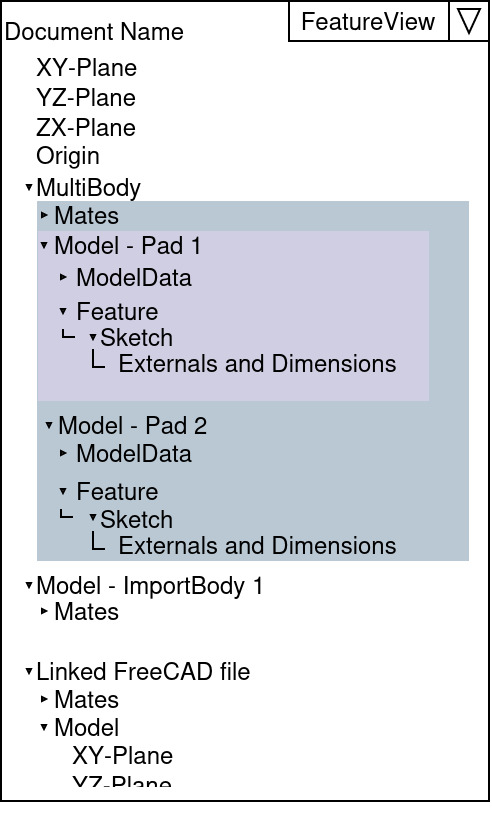 FeatureView
Document Name
XY-Plane
YZ-Plane
ZX-Plane
Origin
MultiBody
Mates
Model - Pad 1
ModelData
Feature
Sketch
Externals and Dimensions
Model - Pad 2
ModelData
Feature
Sketch
Externals and Dimensions
Model - ImportBody 1
Mates
Linked FreeCAD file
Mates
Model
XY-Plane
YZ-Plane